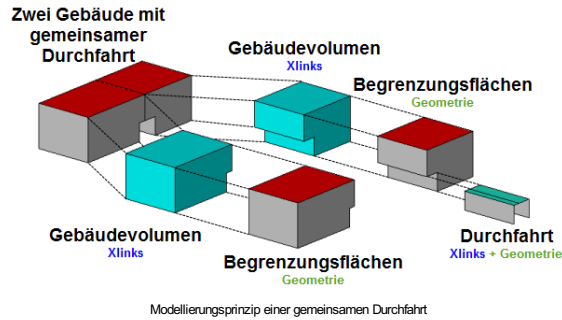 Zwei Gebäude mit
gemeinsamer
Durchfahrt
Gebäudevolumen
Xlinks
Begrenzungsflächen
Geometrie
Gebäudevolumen
Xlinks
Begrenzungsflächen
Geometrie
Durchfahrt
Xlinks + Geometrie
Modellierungsprinzip einer gemeinsamen Durchfahrt